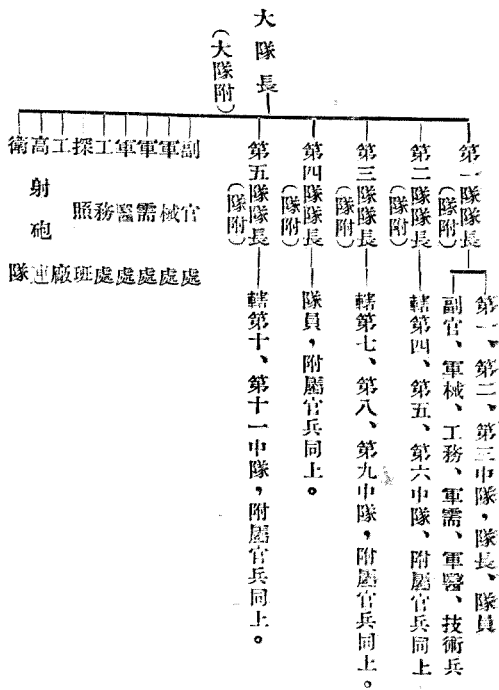 大隊長
(大隊附)
第一隊隊長
(隊附)
第一、第二、第三中隊,隊長、隊員
副官、軍械、工務、軍需、軍醫、技術兵
第二隊隊長
(隊附)
轄第四、第五、第六中隊、附屬官兵同上
第三隊隊長
(隊附)
轄第七、第八、第九中隊,附屬官兵同上。
第四隊隊長
(隊附)
隊員,附屬官兵同上。
第五隊隊長
(隊附)
轄第十、第十一中隊,附屬官兵同上。
副官處
軍械處
軍需處
軍醫處
工務處
探照班
工廠
高射砲連
衛隊